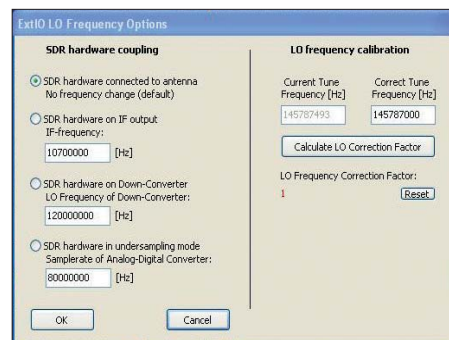 ExtIO LO Frequency Options
SDR hardware coupling
SDR hardware connected to antenna
No frequency change (default)
SDR hardware on IF output
IF-frequency:
10700000 [Hz]
SDR hardware on Down-Converter
LO Frequency of Down-Converter:
120000000 [Hz]
SDR hardware in undersampling mode
Samplerate of Analog-Digital Converter:
80000000 [Hz]
OK Cancel
LO frequency calibration
Current Tune Correct Tune
Frequency [Hz] Frequency [Hz]
145787493 145787000
Calculate LO Correction Factor
LO Frequency Correction Factor:
1 Reset